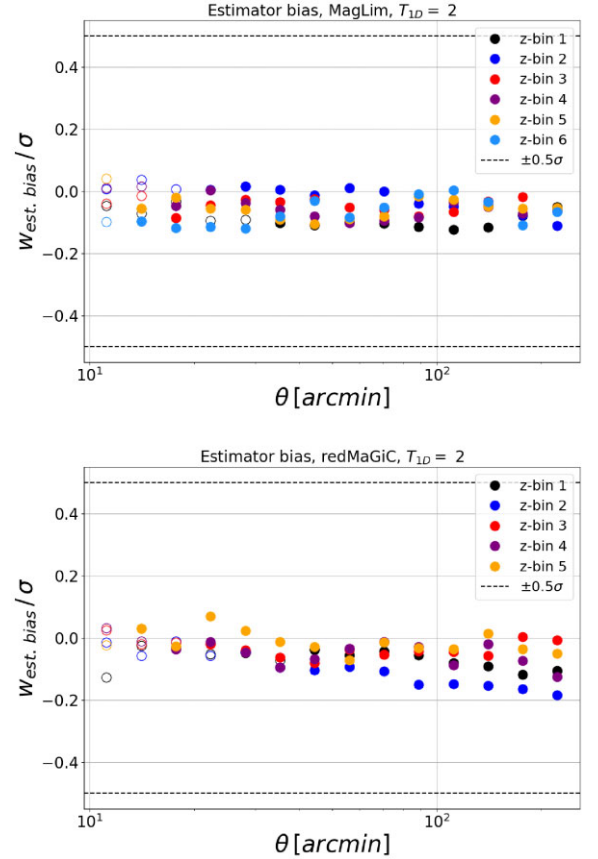 Estimator bias, MagLim, T₁D = 2
0.4
0.2
0.0
−0.2
−0.4
w_est. bias / σ
z-bin 1
z-bin 2
z-bin 3
z-bin 4
z-bin 5
z-bin 6
±0.5σ
10¹
10²
θ [arcmin]
Estimator bias, redMaGiC, T₁D = 2
0.4
0.2
0.0
−0.2
−0.4
w_est. bias / σ
z-bin 1
z-bin 2
z-bin 3
z-bin 4
z-bin 5
±0.5σ
10¹
10²
θ [arcmin]